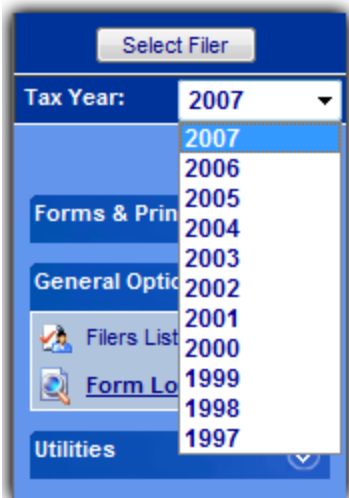 Select Filer
Tax Year: 2007
2007
2006
2005
2004
2003
2002
2001
2000
1999
1998
1997
Forms & Prin
General Optic
Filers List
Form Lo
Utilities